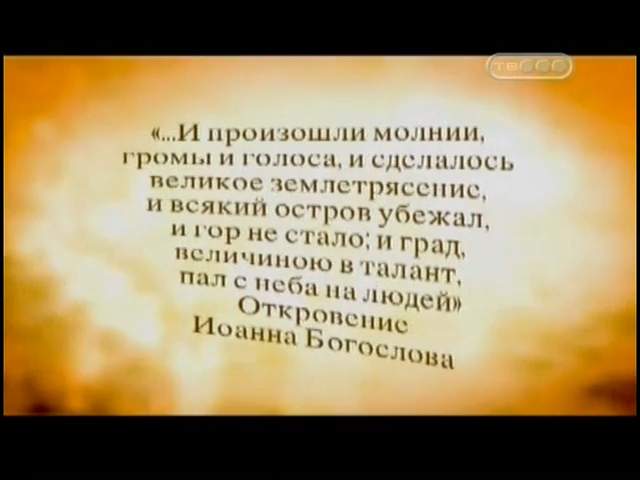 ТВ
«...И произошли молнии,
громы и голоса, и сделалось
великое землетрясение,
и всякий остров убежал,
и гор не стало; и град,
величиною в талант,
пал с неба на людей»
Откровение
Иоанна Богослова